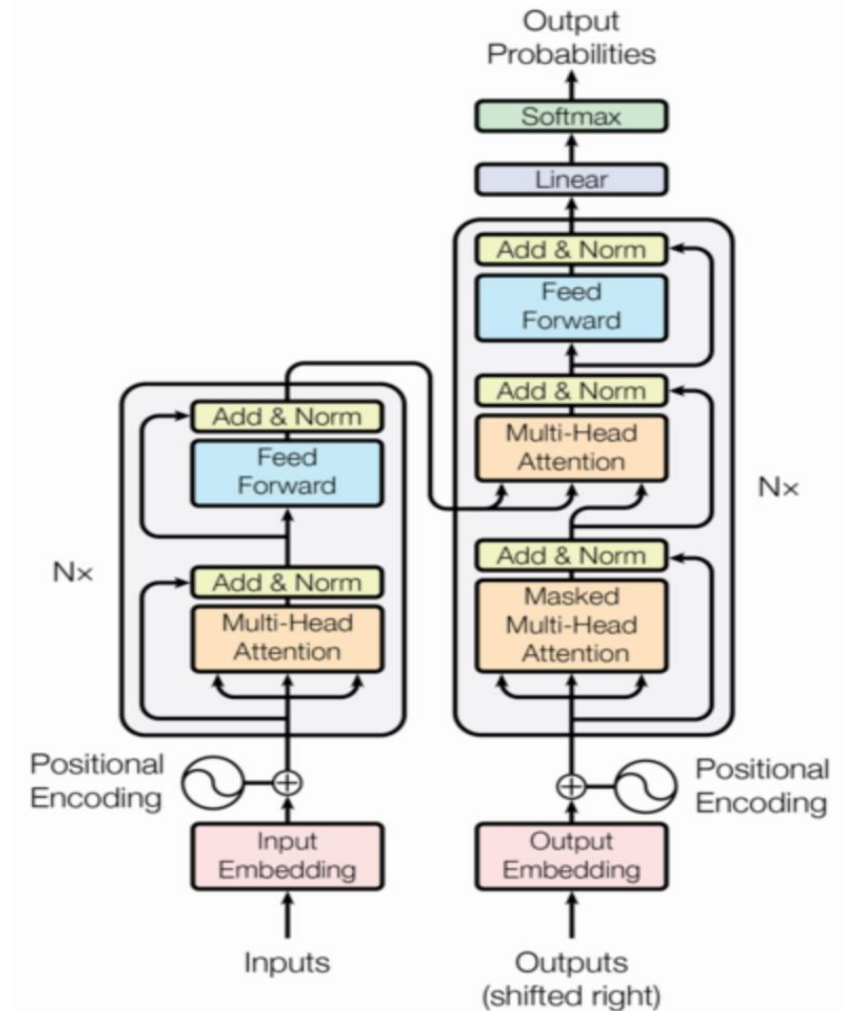 Output
Probabilities
Softmax
Linear
Add & Norm
Feed
Forward
Add & Norm
Multi-Head
Attention
Add & Norm
Masked
Multi-Head
Attention
Nx
Add & Norm
Feed
Forward
Add & Norm
Multi-Head
Attention
Nx
Positional
Encoding
Positional
Encoding
Input
Embedding
Output
Embedding
Inputs
Outputs
(shifted right)